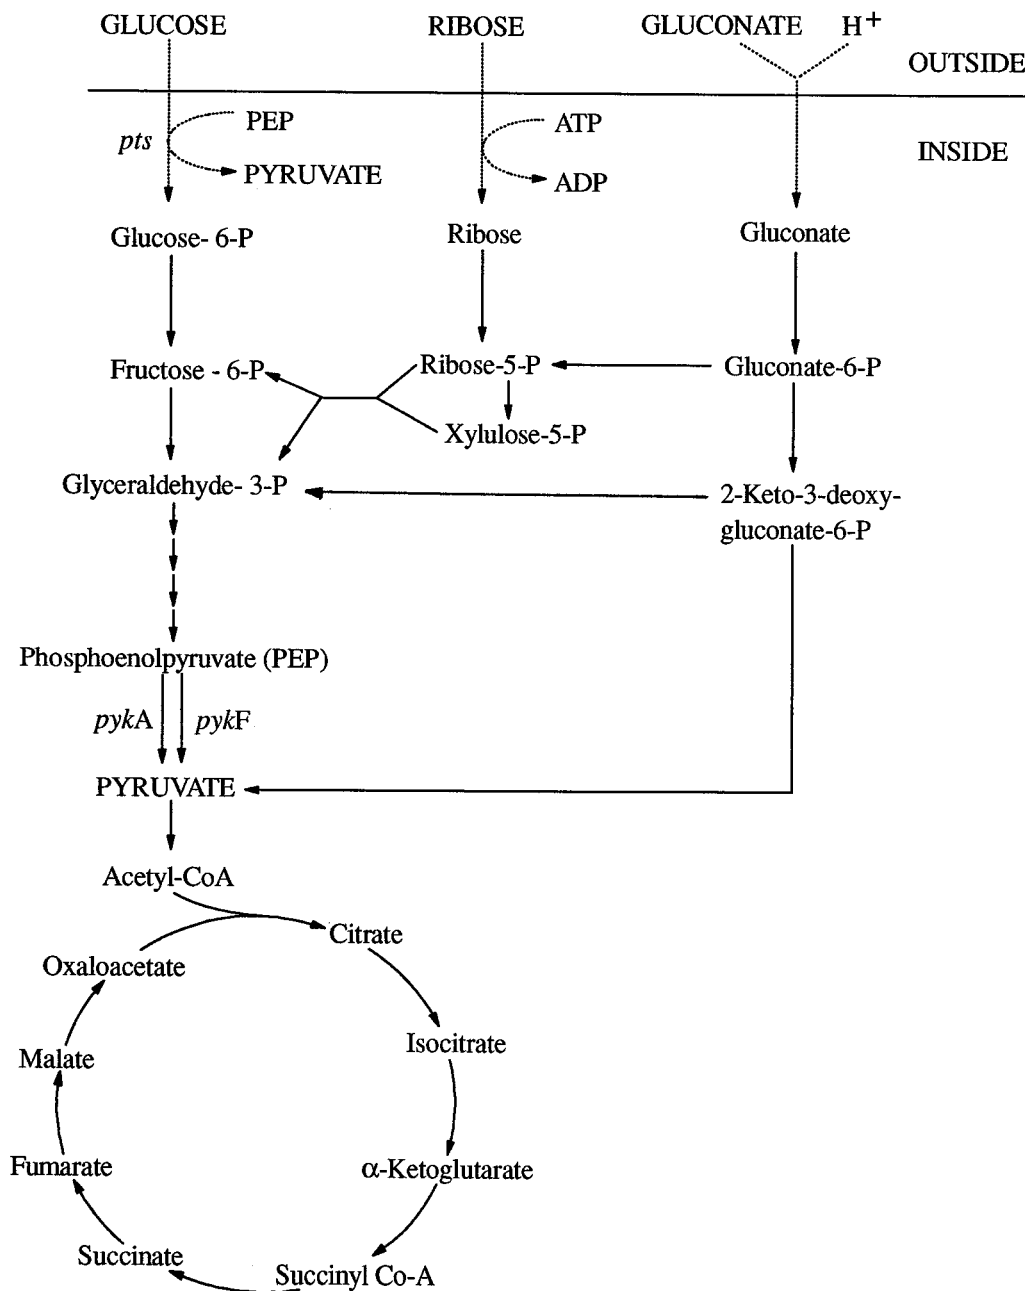 GLUCOSE RIBOSE GLUCONATE H+
OUTSIDE
PEP ATP
pts INSIDE
PYRUVATE ADP
Glucose- 6-P Ribose Gluconate
Fructose - 6-P Ribose-5-P Gluconate-6-P
Xylulose-5-P
Glyceraldehyde- 3-P 2-Keto-3-deoxy-
gluconate-6-P
Phosphoenolpyruvate (PEP)
pykA pykF
PYRUVATE
Acetyl-CoA
Citrate
Oxaloacetate
Isocitrate
Malate
Fumarate α-Ketoglutarate
Succinate
Succinyl Co-A